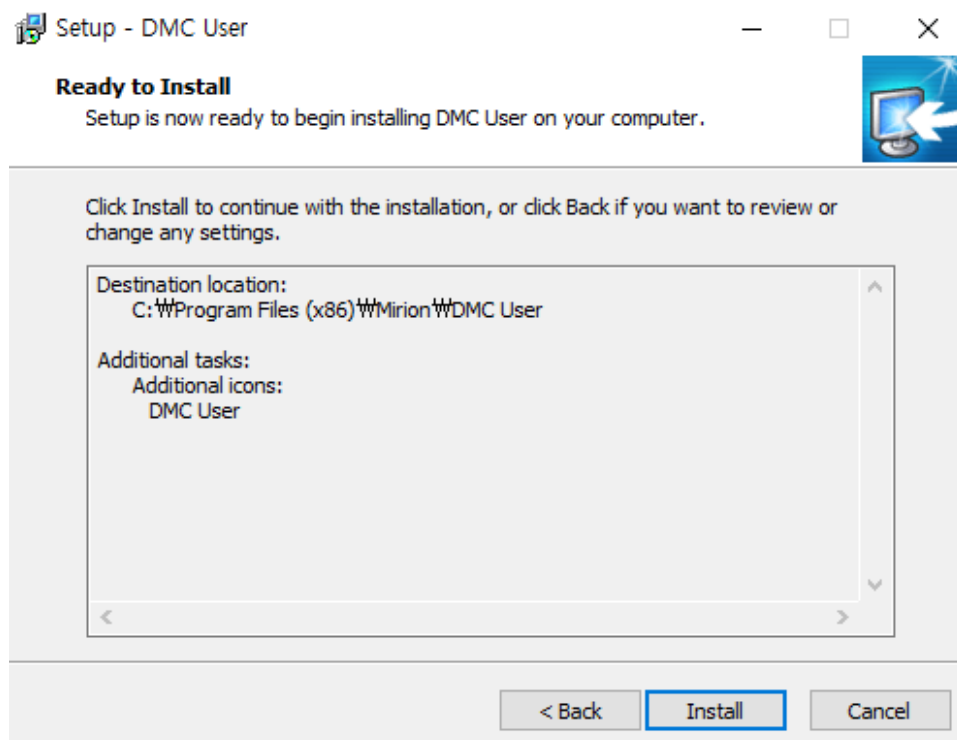 Setup - DMC User
Ready to Install
Setup is now ready to begin installing DMC User on your computer.
Click Install to continue with the installation, or click Back if you want to review or
change any settings.
Destination location:
C:₩Program Files (x86)₩Mirion₩DMC User
Additional tasks:
Additional icons:
DMC User
< Back
Install
Cancel